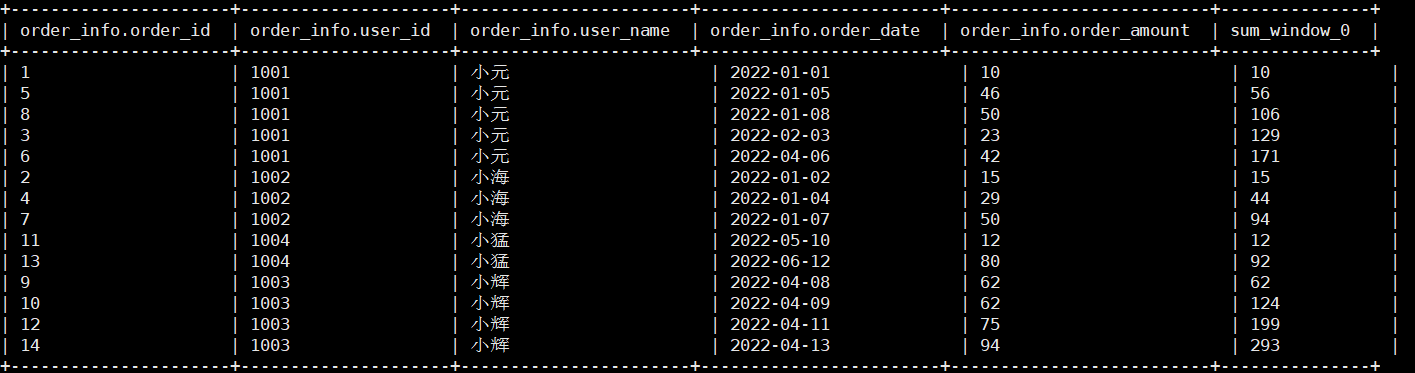 +----------------------+---------------------+-----------------------+------------------------+--------------------------+---------------+
| order_info.order_id | order_info.user_id | order_info.user_name | order_info.order_date | order_info.order_amount | sum_window_0 |
+----------------------+---------------------+-----------------------+------------------------+--------------------------+---------------+
| 1 | 1001 | 小元 | 2022-01-01 | 10 | 10 |
| 5 | 1001 | 小元 | 2022-01-05 | 46 | 56 |
| 8 | 1001 | 小元 | 2022-01-08 | 50 | 106 |
| 3 | 1001 | 小元 | 2022-02-03 | 23 | 129 |
| 6 | 1001 | 小元 | 2022-04-06 | 42 | 171 |
| 2 | 1002 | 小海 | 2022-01-02 | 15 | 15 |
| 4 | 1002 | 小海 | 2022-01-04 | 29 | 44 |
| 7 | 1002 | 小海 | 2022-01-07 | 50 | 94 |
| 11 | 1004 | 小猛 | 2022-05-10 | 12 | 12 |
| 13 | 1004 | 小猛 | 2022-06-12 | 80 | 92 |
| 9 | 1003 | 小辉 | 2022-04-08 | 62 | 62 |
| 10 | 1003 | 小辉 | 2022-04-09 | 62 | 124 |
| 12 | 1003 | 小辉 | 2022-04-11 | 75 | 199 |
| 14 | 1003 | 小辉 | 2022-04-13 | 94 | 293 |
+----------------------+---------------------+-----------------------+------------------------+--------------------------+---------------+